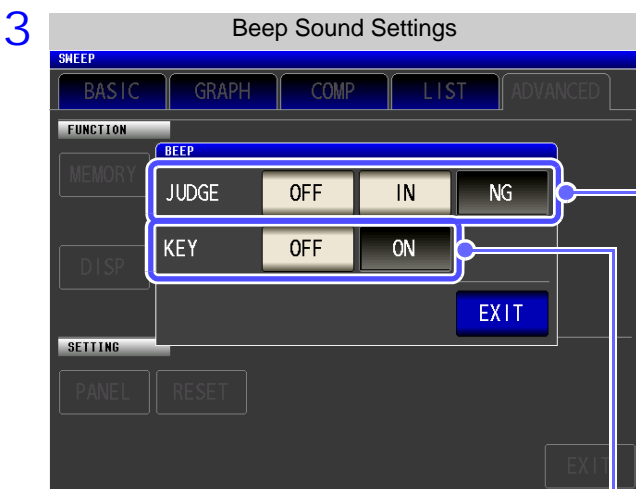 3
Beep Sound Settings
SWEEP
BASIC GRAPH COMP LIST ADVANCED
FUNCTION
BEEP
MEMORY
JUDGE OFF IN NG
DISP
KEY OFF ON
EXIT
SETTING
PANEL RESET
EXIT